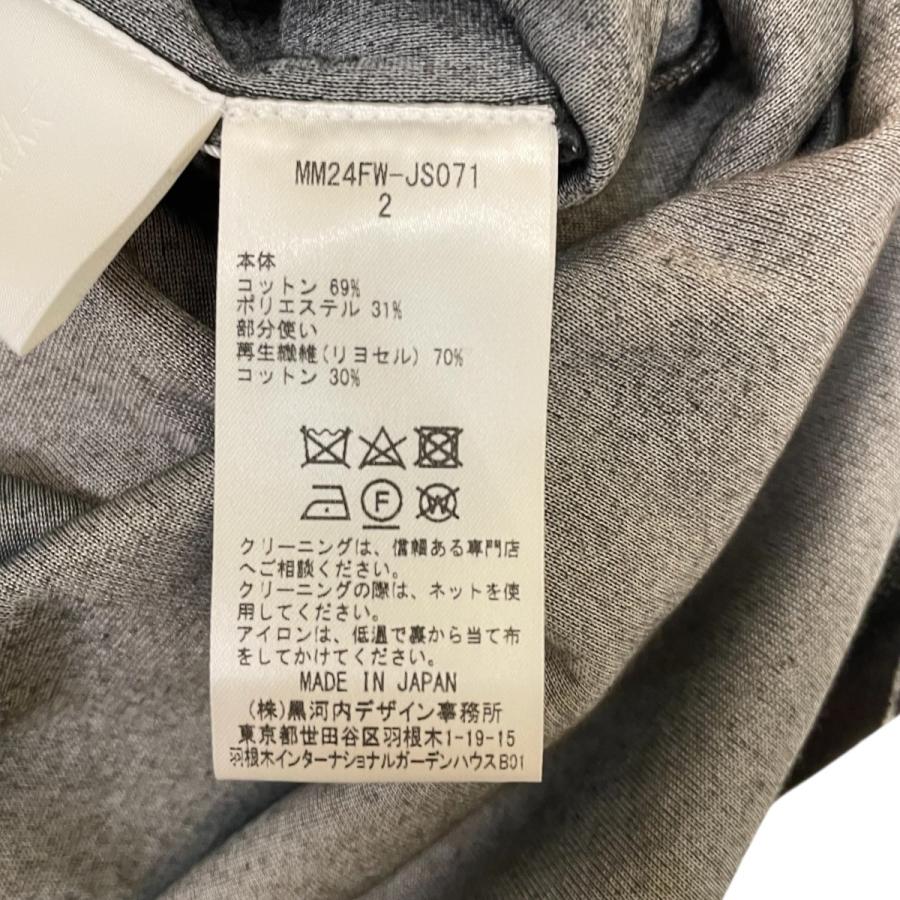 MM24FW-JS071
2
本体
コットン 69%
ポリエステル 31%
部分使い
再生繊維(リヨセル) 70%
コットン 30%
F
W
クリーニングは、信頼ある専門店
へご相談ください。
クリーニングの際は、ネットを使
用してください。
アイロンは、低温で裏から当て布
をしてかけてください。
MADE IN JAPAN
(株)黒河内デザイン事務所
東京都世田谷区羽根木1-19-15
羽根木インターナショナルガーデンハウスB01